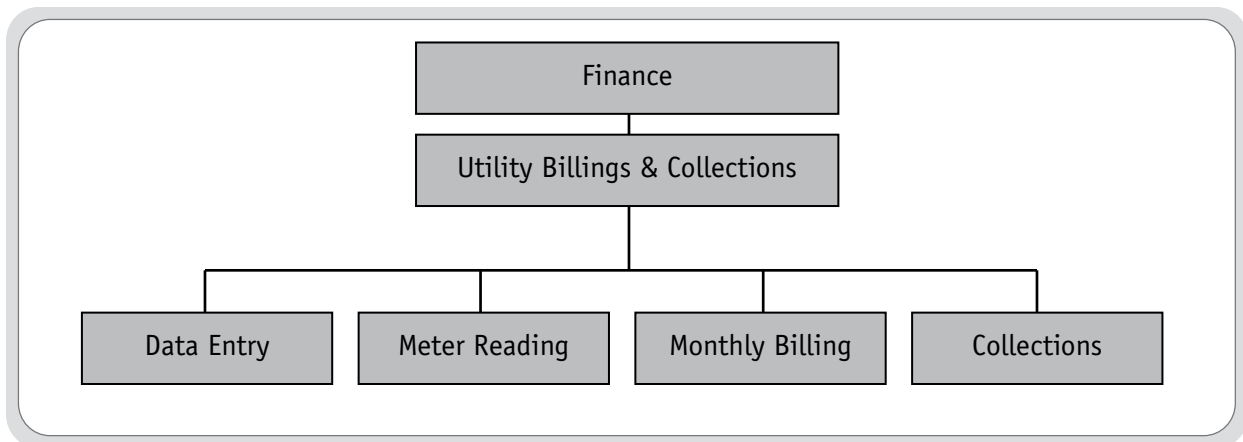 Finance
Utility Billings & Collections
Data Entry
Meter Reading
Monthly Billing
Collections